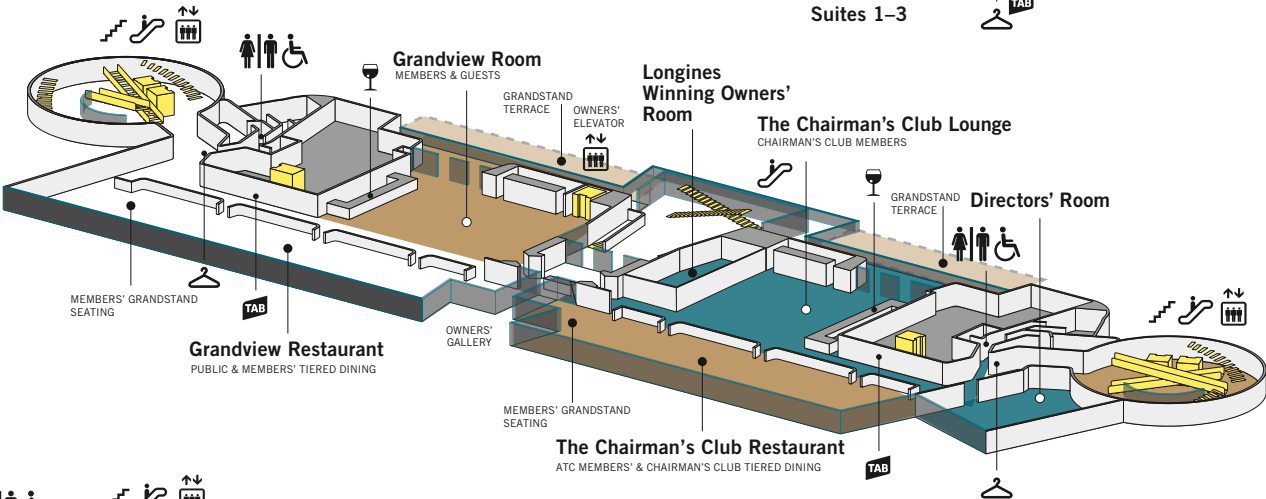 Suites 1–3
TAB
Grandview Room
MEMBERS & GUESTS
GRANDSTAND
TERRACE
OWNERS'
ELEVATOR
Longines
Winning Owners'
Room
The Chairman's Club Lounge
CHAIRMAN'S CLUB MEMBERS
GRANDSTAND
TERRACE
Directors' Room
MEMBERS' GRANDSTAND
SEATING
TAB
Grandview Restaurant
PUBLIC & MEMBERS' TIERED DINING
OWNERS'
GALLERY
MEMBERS' GRANDSTAND
SEATING
The Chairman's Club Restaurant
ATC MEMBERS' & CHAIRMAN'S CLUB TIERED DINING
TAB